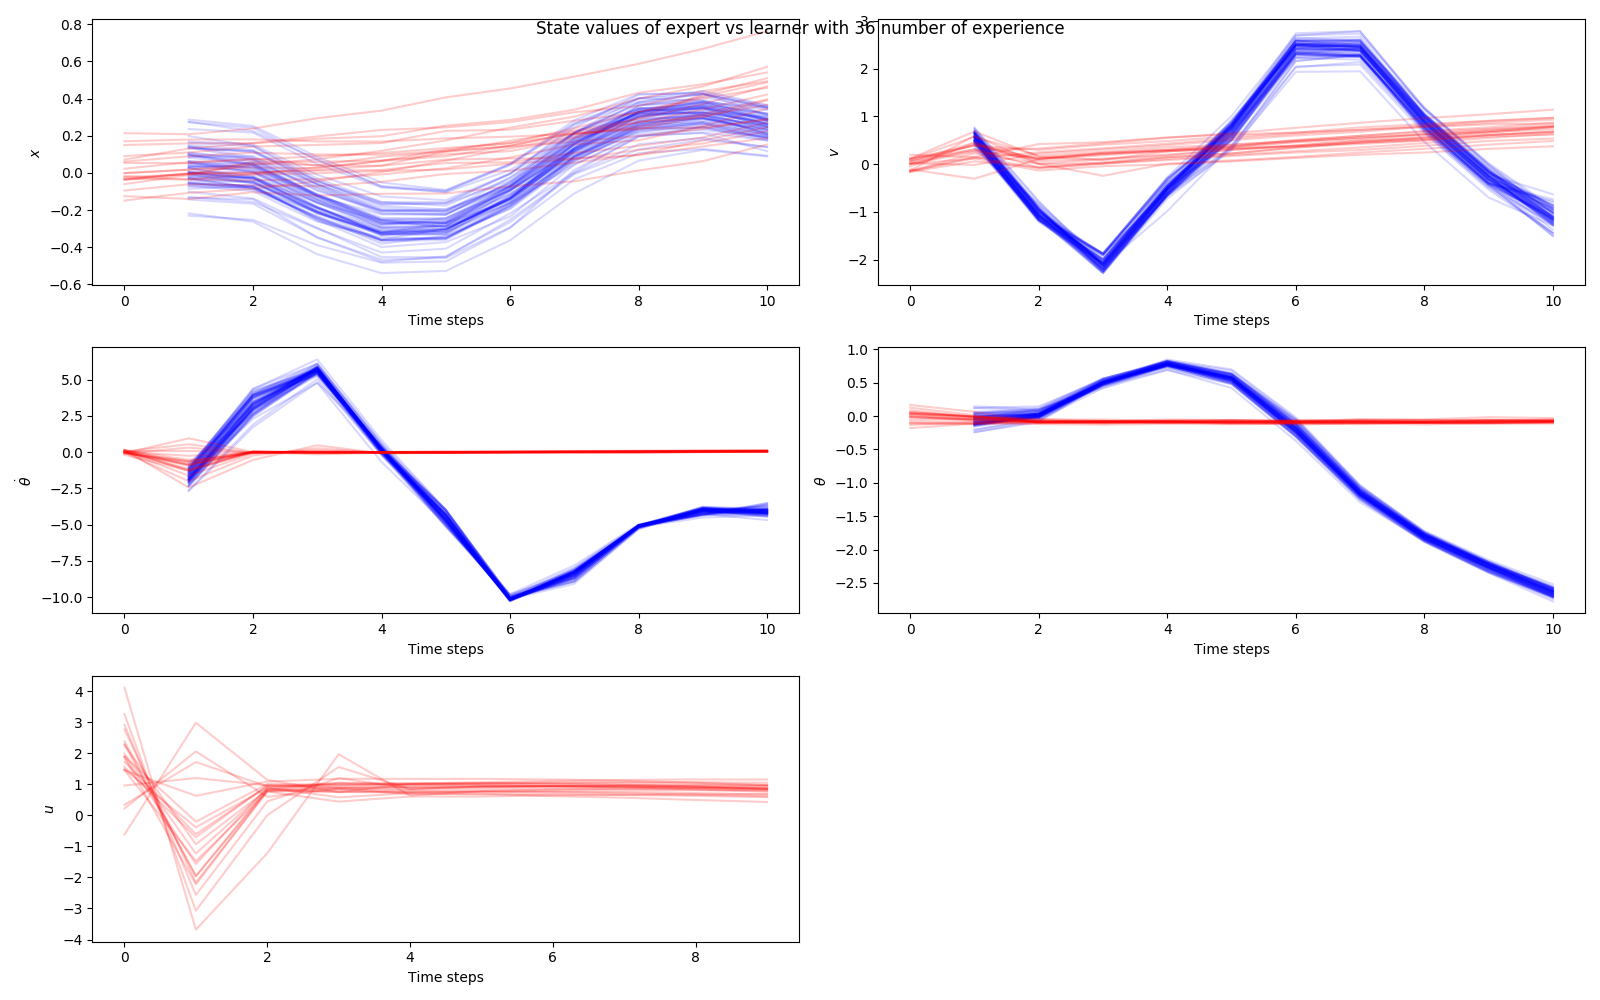 State values of expert vs learner with 36 number of experience
0.8
0.6
0.4
0.2
0.0
−0.2
−0.4
−0.6
x
0 2 4 6 8 10
Time steps
3
2
1
0
−1
−2
v
0 2 4 6 8 10
Time steps
5.0
2.5
0.0
−2.5
−5.0
−7.5
−10.0
θ̇
0 2 4 6 8 10
Time steps
1.0
0.5
0.0
−0.5
−1.0
−1.5
−2.0
−2.5
θ
0 2 4 6 8 10
Time steps
4
3
2
1
0
−1
−2
−3
−4
u
0 2 4 6 8
Time steps